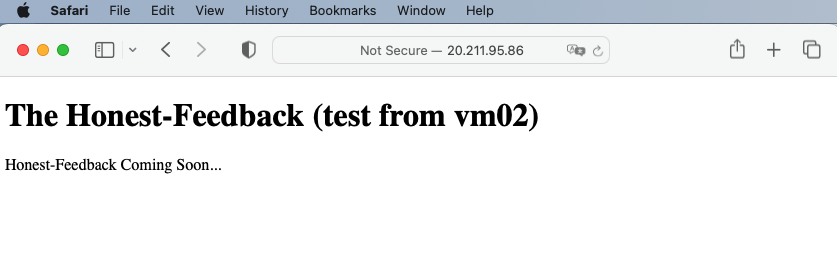 Safari File Edit View History Bookmarks Window Help
Not Secure — 20.211.95.86
The Honest-Feedback (test from vm02)
Honest-Feedback Coming Soon...